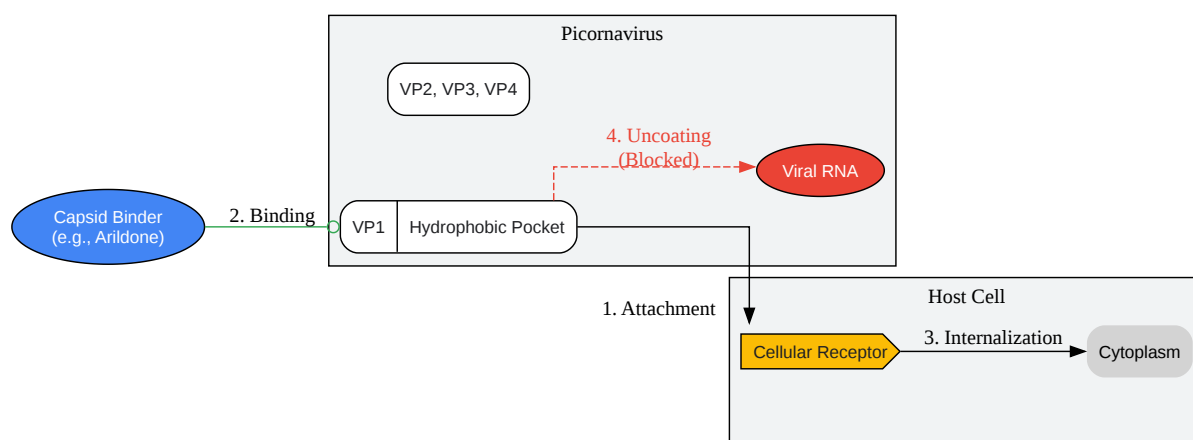 Picornavirus
VP2, VP3, VP4
4. Uncoating
(Blocked)
Viral RNA
Capsid Binder
(e.g., Arildone)
2. Binding
VP1
Hydrophobic Pocket
1. Attachment
Host Cell
Cellular Receptor
3. Internalization
Cytoplasm